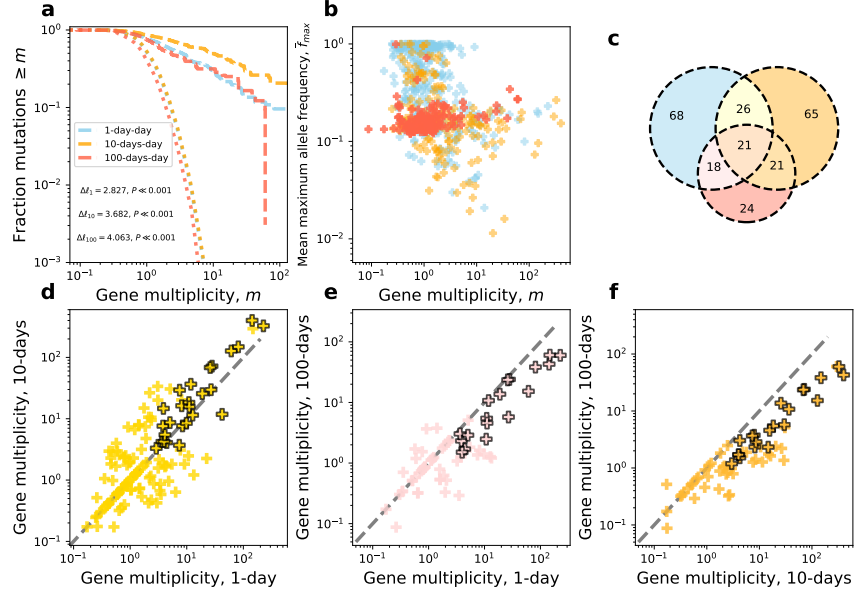 a
Fraction mutations ≥ m
10⁰
10⁻¹
10⁻²
10⁻³
1-day-day
10-days-day
100-days-day
Δℓ₁ = 2.827, P ≪ 0.001
Δℓ₁₀ = 3.682, P ≪ 0.001
Δℓ₁₀₀ = 4.063, P ≪ 0.001
10⁻¹ 10⁰ 10¹ 10²
Gene multiplicity, m
b
Mean maximum allele frequency, f̄ₘₐₓ
10⁰
10⁻¹
10⁻²
10⁻¹ 10⁰ 10¹ 10²
Gene multiplicity, m
c
68 26 65
21
18 21
24
d
Gene multiplicity, 10-days
10²
10¹
10⁰
10⁻¹
10⁻¹ 10⁰ 10¹ 10²
Gene multiplicity, 1-day
e
Gene multiplicity, 100-days
10²
10¹
10⁰
10⁻¹
10⁻¹ 10⁰ 10¹ 10²
Gene multiplicity, 1-day
f
Gene multiplicity, 100-days
10²
10¹
10⁰
10⁻¹
10⁻¹ 10⁰ 10¹ 10²
Gene multiplicity, 10-days